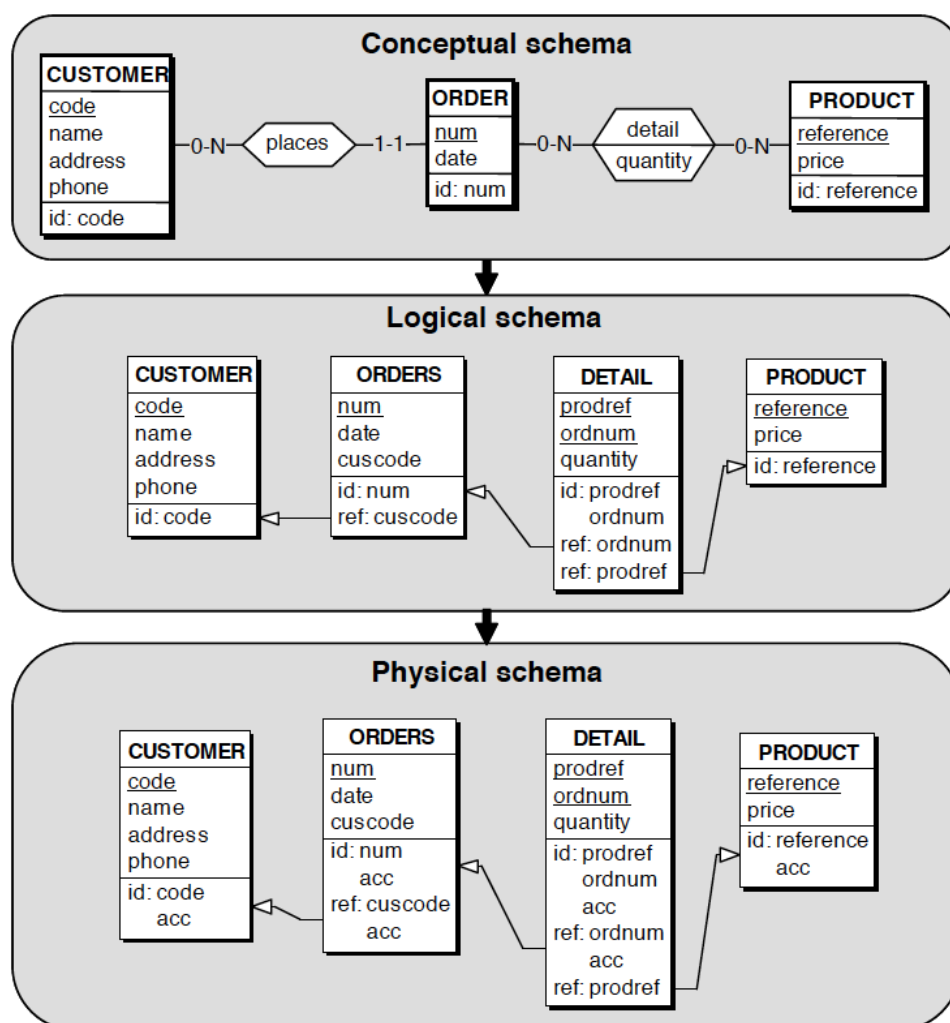 Conceptual schema
CUSTOMER
code
name
address
phone
id: code
0-N
places
1-1
ORDER
num
date
id: num
0-N
detail
quantity
0-N
PRODUCT
reference
price
id: reference
Logical schema
CUSTOMER
code
name
address
phone
id: code
ORDERS
num
date
cuscode
id: num
ref: cuscode
DETAIL
prodref
ordnum
quantity
id: prodref
ordnum
ref: ordnum
ref: prodref
PRODUCT
reference
price
id: reference
Physical schema
CUSTOMER
code
name
address
phone
id: code
acc
ORDERS
num
date
cuscode
id: num
acc
ref: cuscode
acc
DETAIL
prodref
ordnum
quantity
id: prodref
ordnum
acc
ref: ordnum
acc
ref: prodref
PRODUCT
reference
price
id: reference
acc